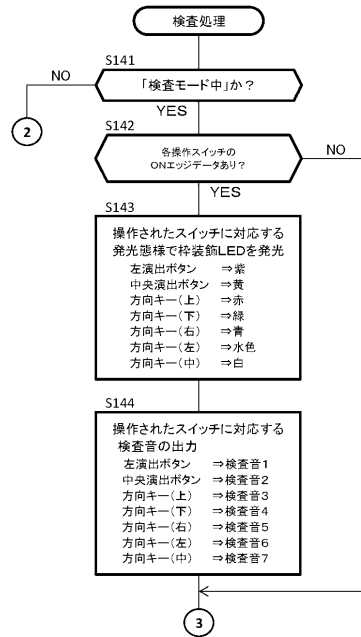 検査処理
S141
NO
「検査モード中」か？
2
YES
S142
各操作スイッチの
ONエッジデータあり？
NO
YES
S143
操作されたスイッチに対応する
発光態様で枠装飾LEDを発光
左演出ボタン ⇒紫
中央演出ボタン ⇒黄
方向キー(上) ⇒赤
方向キー(下) ⇒緑
方向キー(右) ⇒青
方向キー(左) ⇒水色
方向キー(中) ⇒白
S144
操作されたスイッチに対応する
検査音の出力
左演出ボタン ⇒検査音1
中央演出ボタン ⇒検査音2
方向キー(上) ⇒検査音3
方向キー(下) ⇒検査音4
方向キー(右) ⇒検査音5
方向キー(左) ⇒検査音6
方向キー(中) ⇒検査音7
3